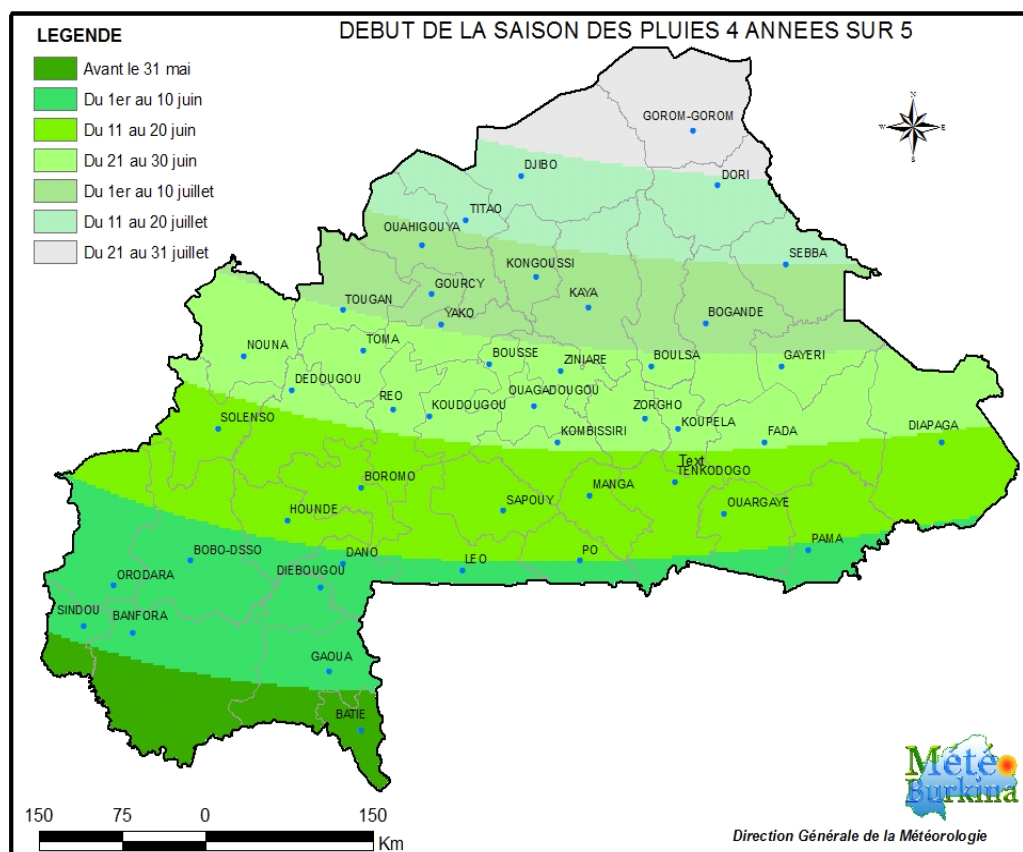 DEBUT DE LA SAISON DES PLUIES 4 ANNEES SUR 5
LEGENDE
Avant le 31 mai
Du 1er au 10 juin
Du 11 au 20 juin
Du 21 au 30 juin
Du 1er au 10 juillet
Du 11 au 20 juillet
Du 21 au 31 juillet
N
W E
S
GOROM-GOROM
DJIBO
DORI
TITAO
OUAHIGOUYA
SEBBA
KONGOUSSI
GOURCY
KAYA
TOUGAN
BOGANDE
YAKO
NOUNA
TOMA
BOUSSE
ZINIARE
BOULSA
GAYERI
DEDOUGOU
REO
OUAGADOUGOU
KOUDOUGOU
ZORGHO
SOLENSO
KOMBISSIRI
KOUPELA
FADA
DIAPAGA
Text
BOROMO
TENKODOGO
MANGA
SAPOUY
HOUNDE
OUARGAYE
BOBO-DSSO
DANO
LEO
PO
PAMA
ORODARA
DIEBOUGOU
SINDOU
BANFORA
GAOUA
BATIE
150 75 0 150
Km
Météo
Burkina
Direction Générale de la Météorologie